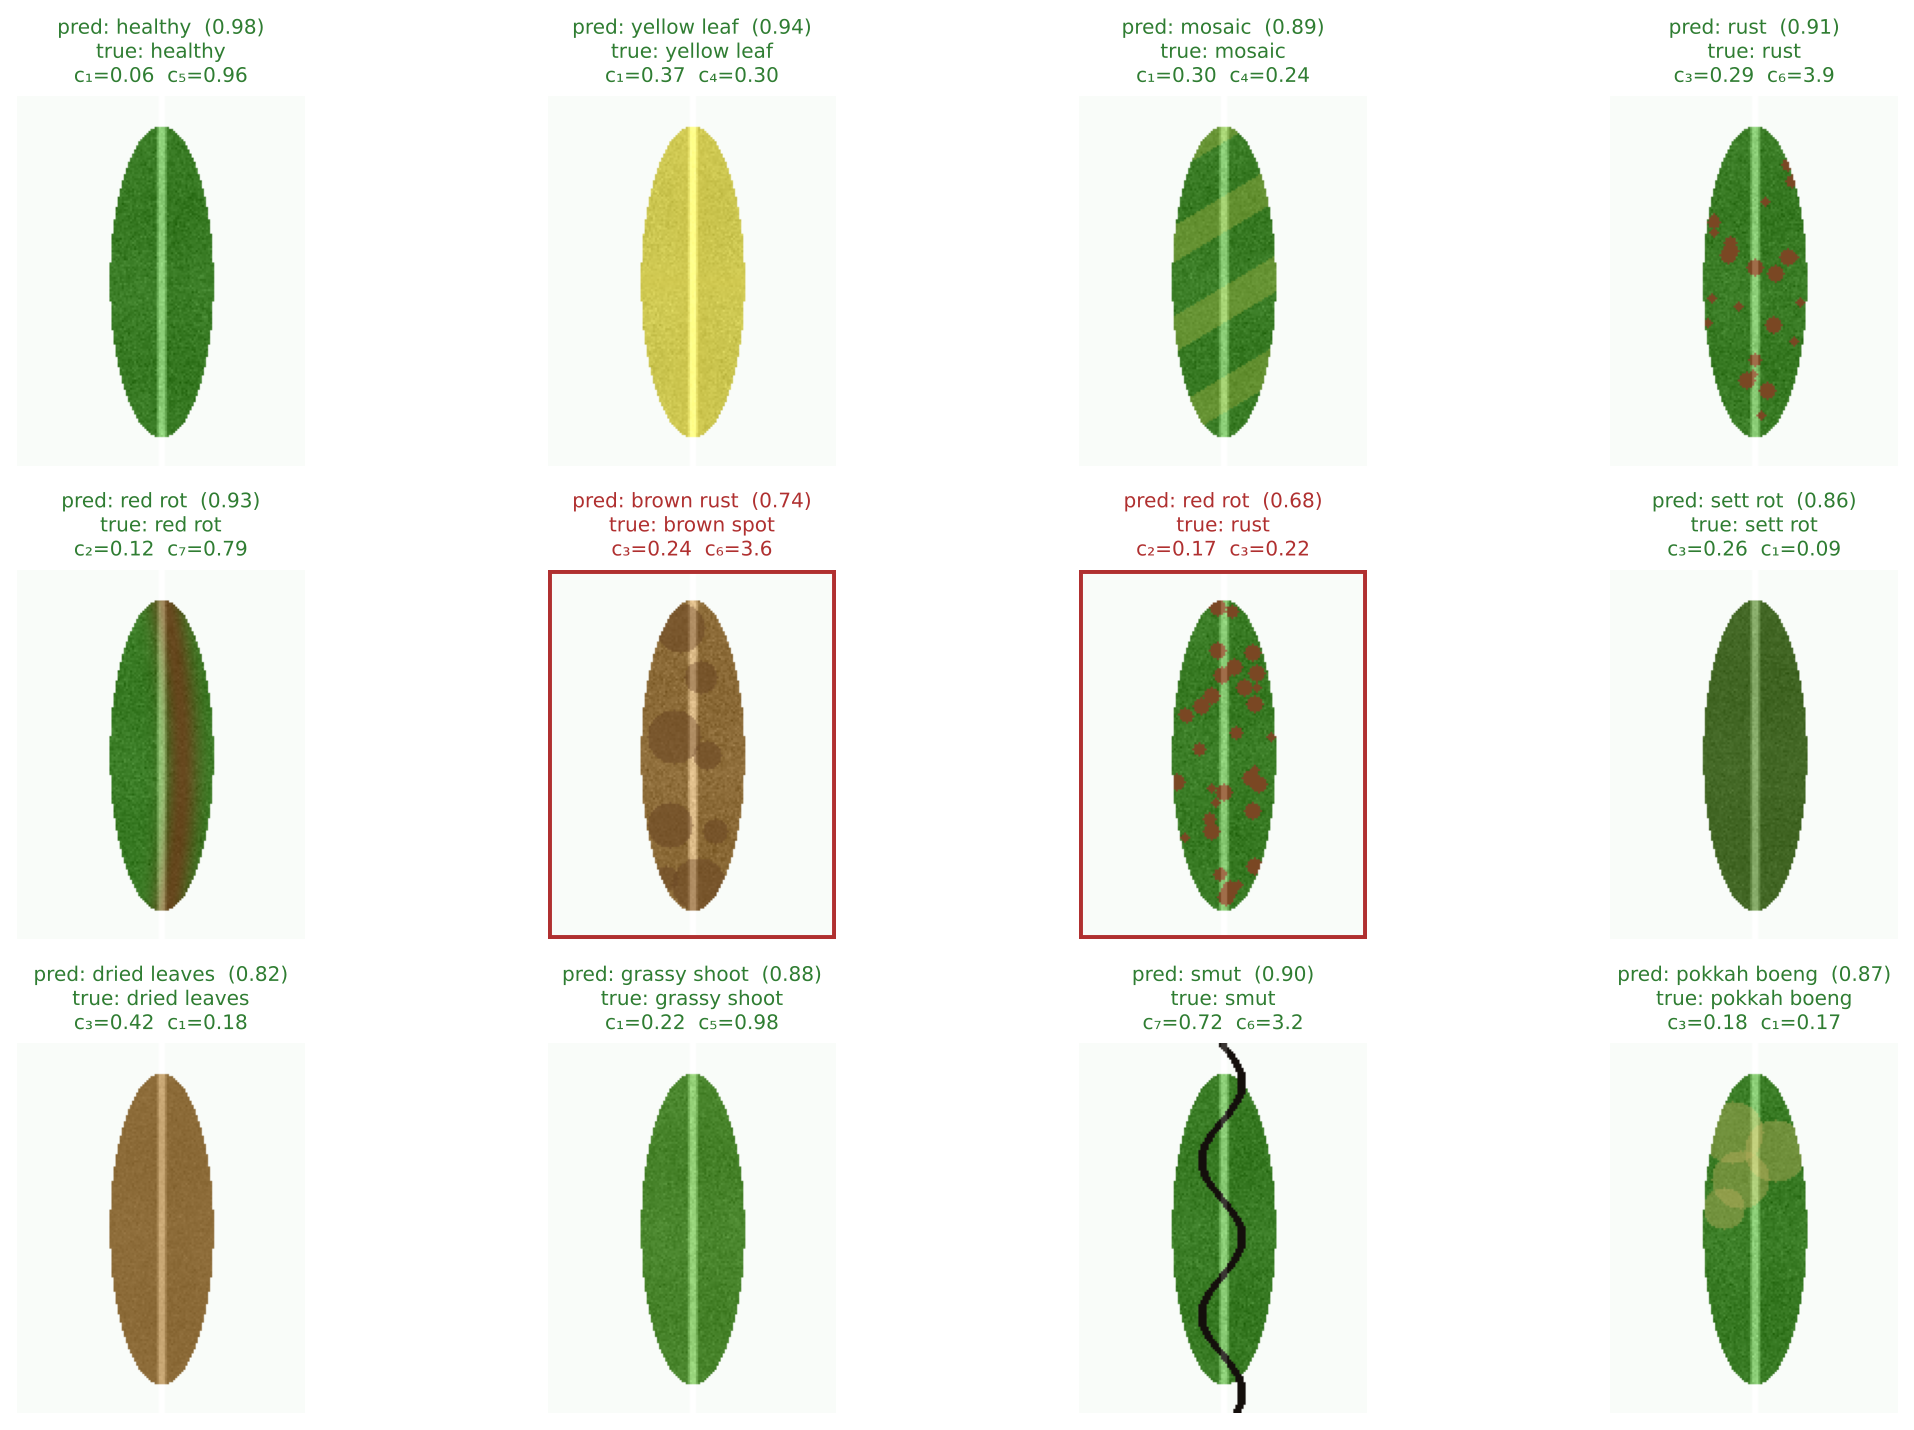 pred: healthy  (0.98)
true: healthy
c₁=0.06  c₅=0.96
pred: yellow leaf  (0.94)
true: yellow leaf
c₁=0.37  c₄=0.30
pred: mosaic  (0.89)
true: mosaic
c₁=0.30  c₄=0.24
pred: rust  (0.91)
true: rust
c₃=0.29  c₆=3.9
pred: red rot  (0.93)
true: red rot
c₂=0.12  c₇=0.79
pred: brown rust  (0.74)
true: brown spot
c₃=0.24  c₆=3.6
pred: red rot  (0.68)
true: rust
c₂=0.17  c₃=0.22
pred: sett rot  (0.86)
true: sett rot
c₃=0.26  c₁=0.09
pred: dried leaves  (0.82)
true: dried leaves
c₃=0.42  c₁=0.18
pred: grassy shoot  (0.88)
true: grassy shoot
c₁=0.22  c₅=0.98
pred: smut  (0.90)
true: smut
c₇=0.72  c₆=3.2
pred: pokkah boeng  (0.87)
true: pokkah boeng
c₃=0.18  c₁=0.17